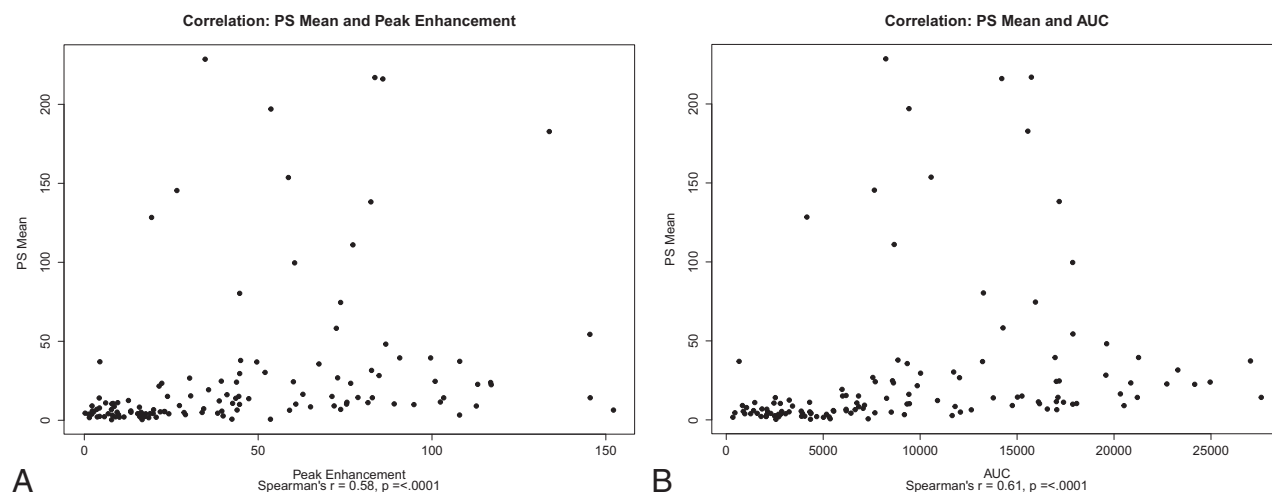 Correlation: PS Mean and Peak Enhancement
PS Mean
200
150
100
50
0
0 50 100 150
Peak Enhancement
Spearman's r = 0.58, p =<.0001
A
Correlation: PS Mean and AUC
PS Mean
200
150
100
50
0
0 5000 10000 15000 20000 25000
AUC
Spearman's r = 0.61, p =<.0001
B